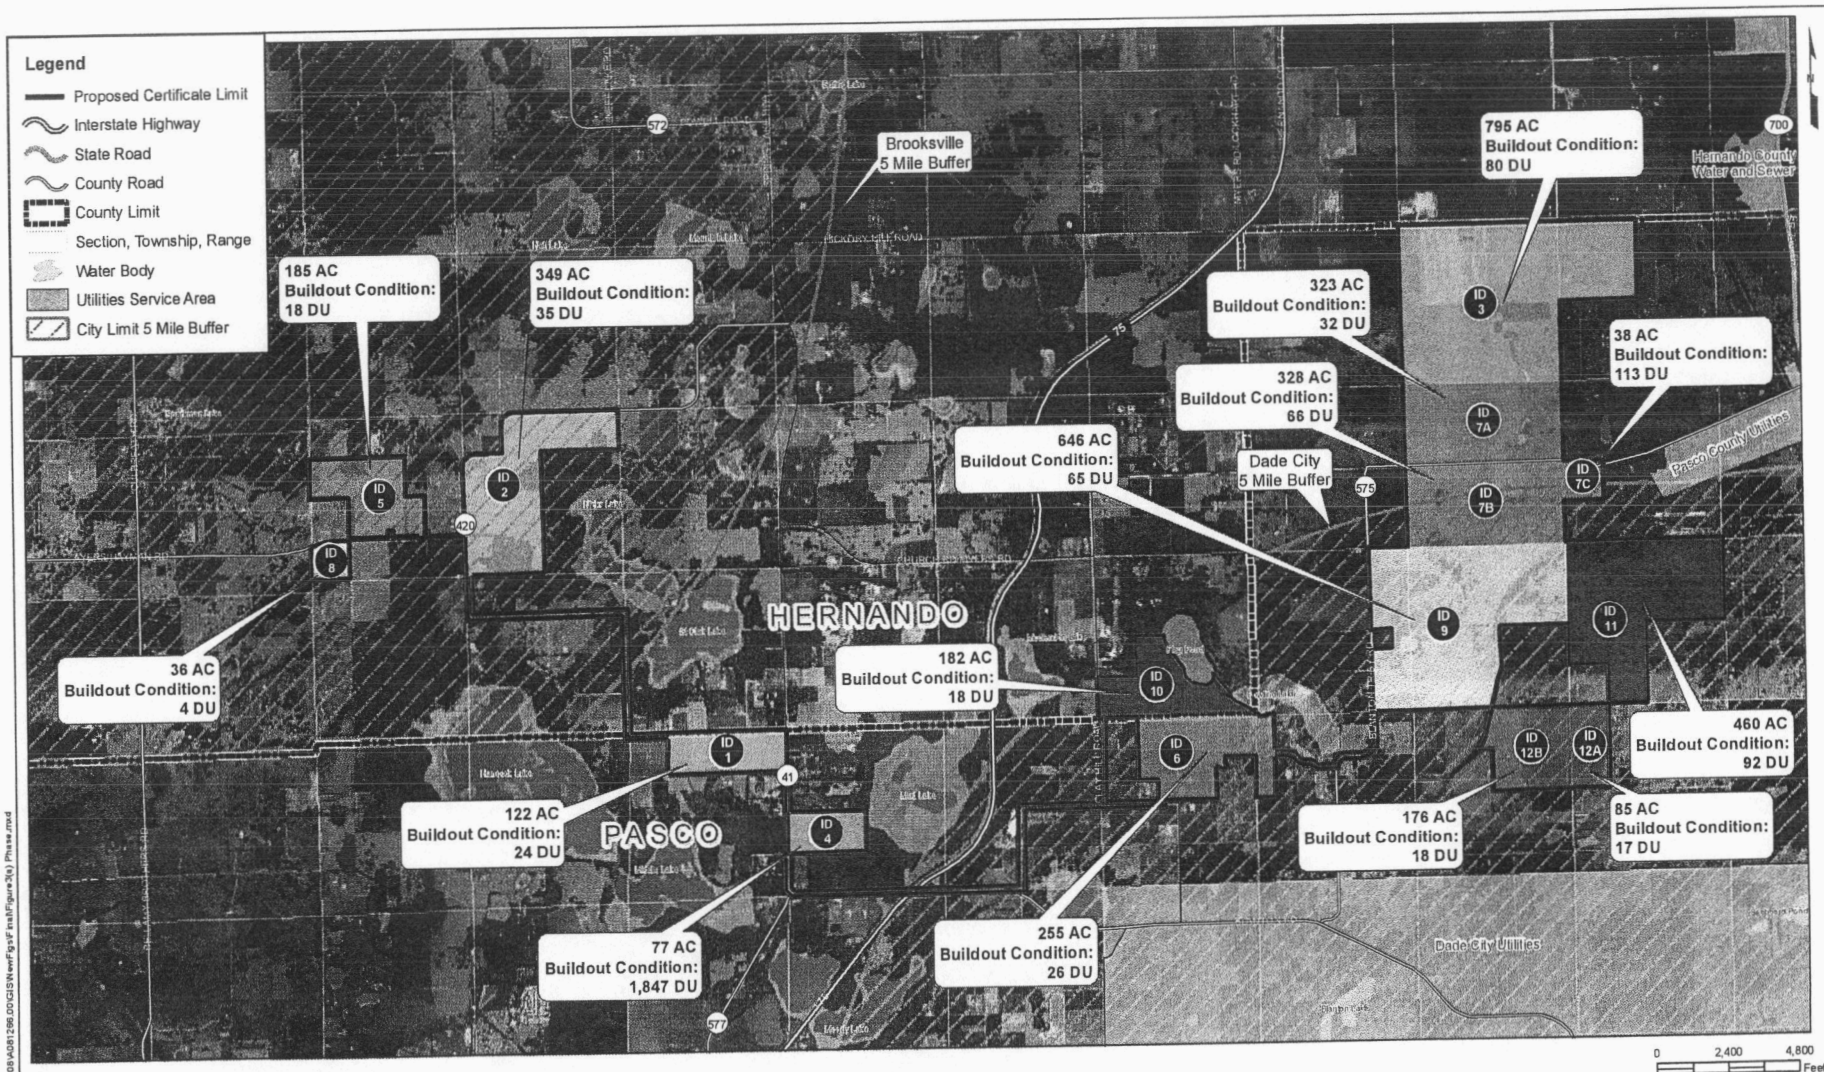 Legend
Proposed Certificate Limit
Interstate Highway
State Road
County Road
County Limit
Section, Township, Range
Water Body
Utilities Service Area
City Limit 5 Mile Buffer
N
572
Brooksville
5 Mile Buffer
795 AC
Buildout Condition:
80 DU
700
Hernando County
Water and Sewer
HICKORY HILL ROAD
185 AC
Buildout Condition:
18 DU
349 AC
Buildout Condition:
35 DU
323 AC
Buildout Condition:
32 DU
ID
3
75
38 AC
Buildout Condition:
113 DU
328 AC
Buildout Condition:
66 DU
ID
7A
646 AC
Buildout Condition:
65 DU
Dade City
5 Mile Buffer
Pasco County Utilities
ID
7C
575
ID
7B
ID
5
ID
2
420
ID
8
HERNANDO
ID
9
ID
11
36 AC
Buildout Condition:
4 DU
182 AC
Buildout Condition:
18 DU
ID
10
460 AC
Buildout Condition:
92 DU
ID
1
41
ID
6
ID
12B
ID
12A
122 AC
Buildout Condition:
24 DU
PASCO
ID
4
176 AC
Buildout Condition:
18 DU
85 AC
Buildout Condition:
17 DU
77 AC
Buildout Condition:
1,847 DU
255 AC
Buildout Condition:
26 DU
Dade City Utilities
577
0 2,400 4,800
Feet